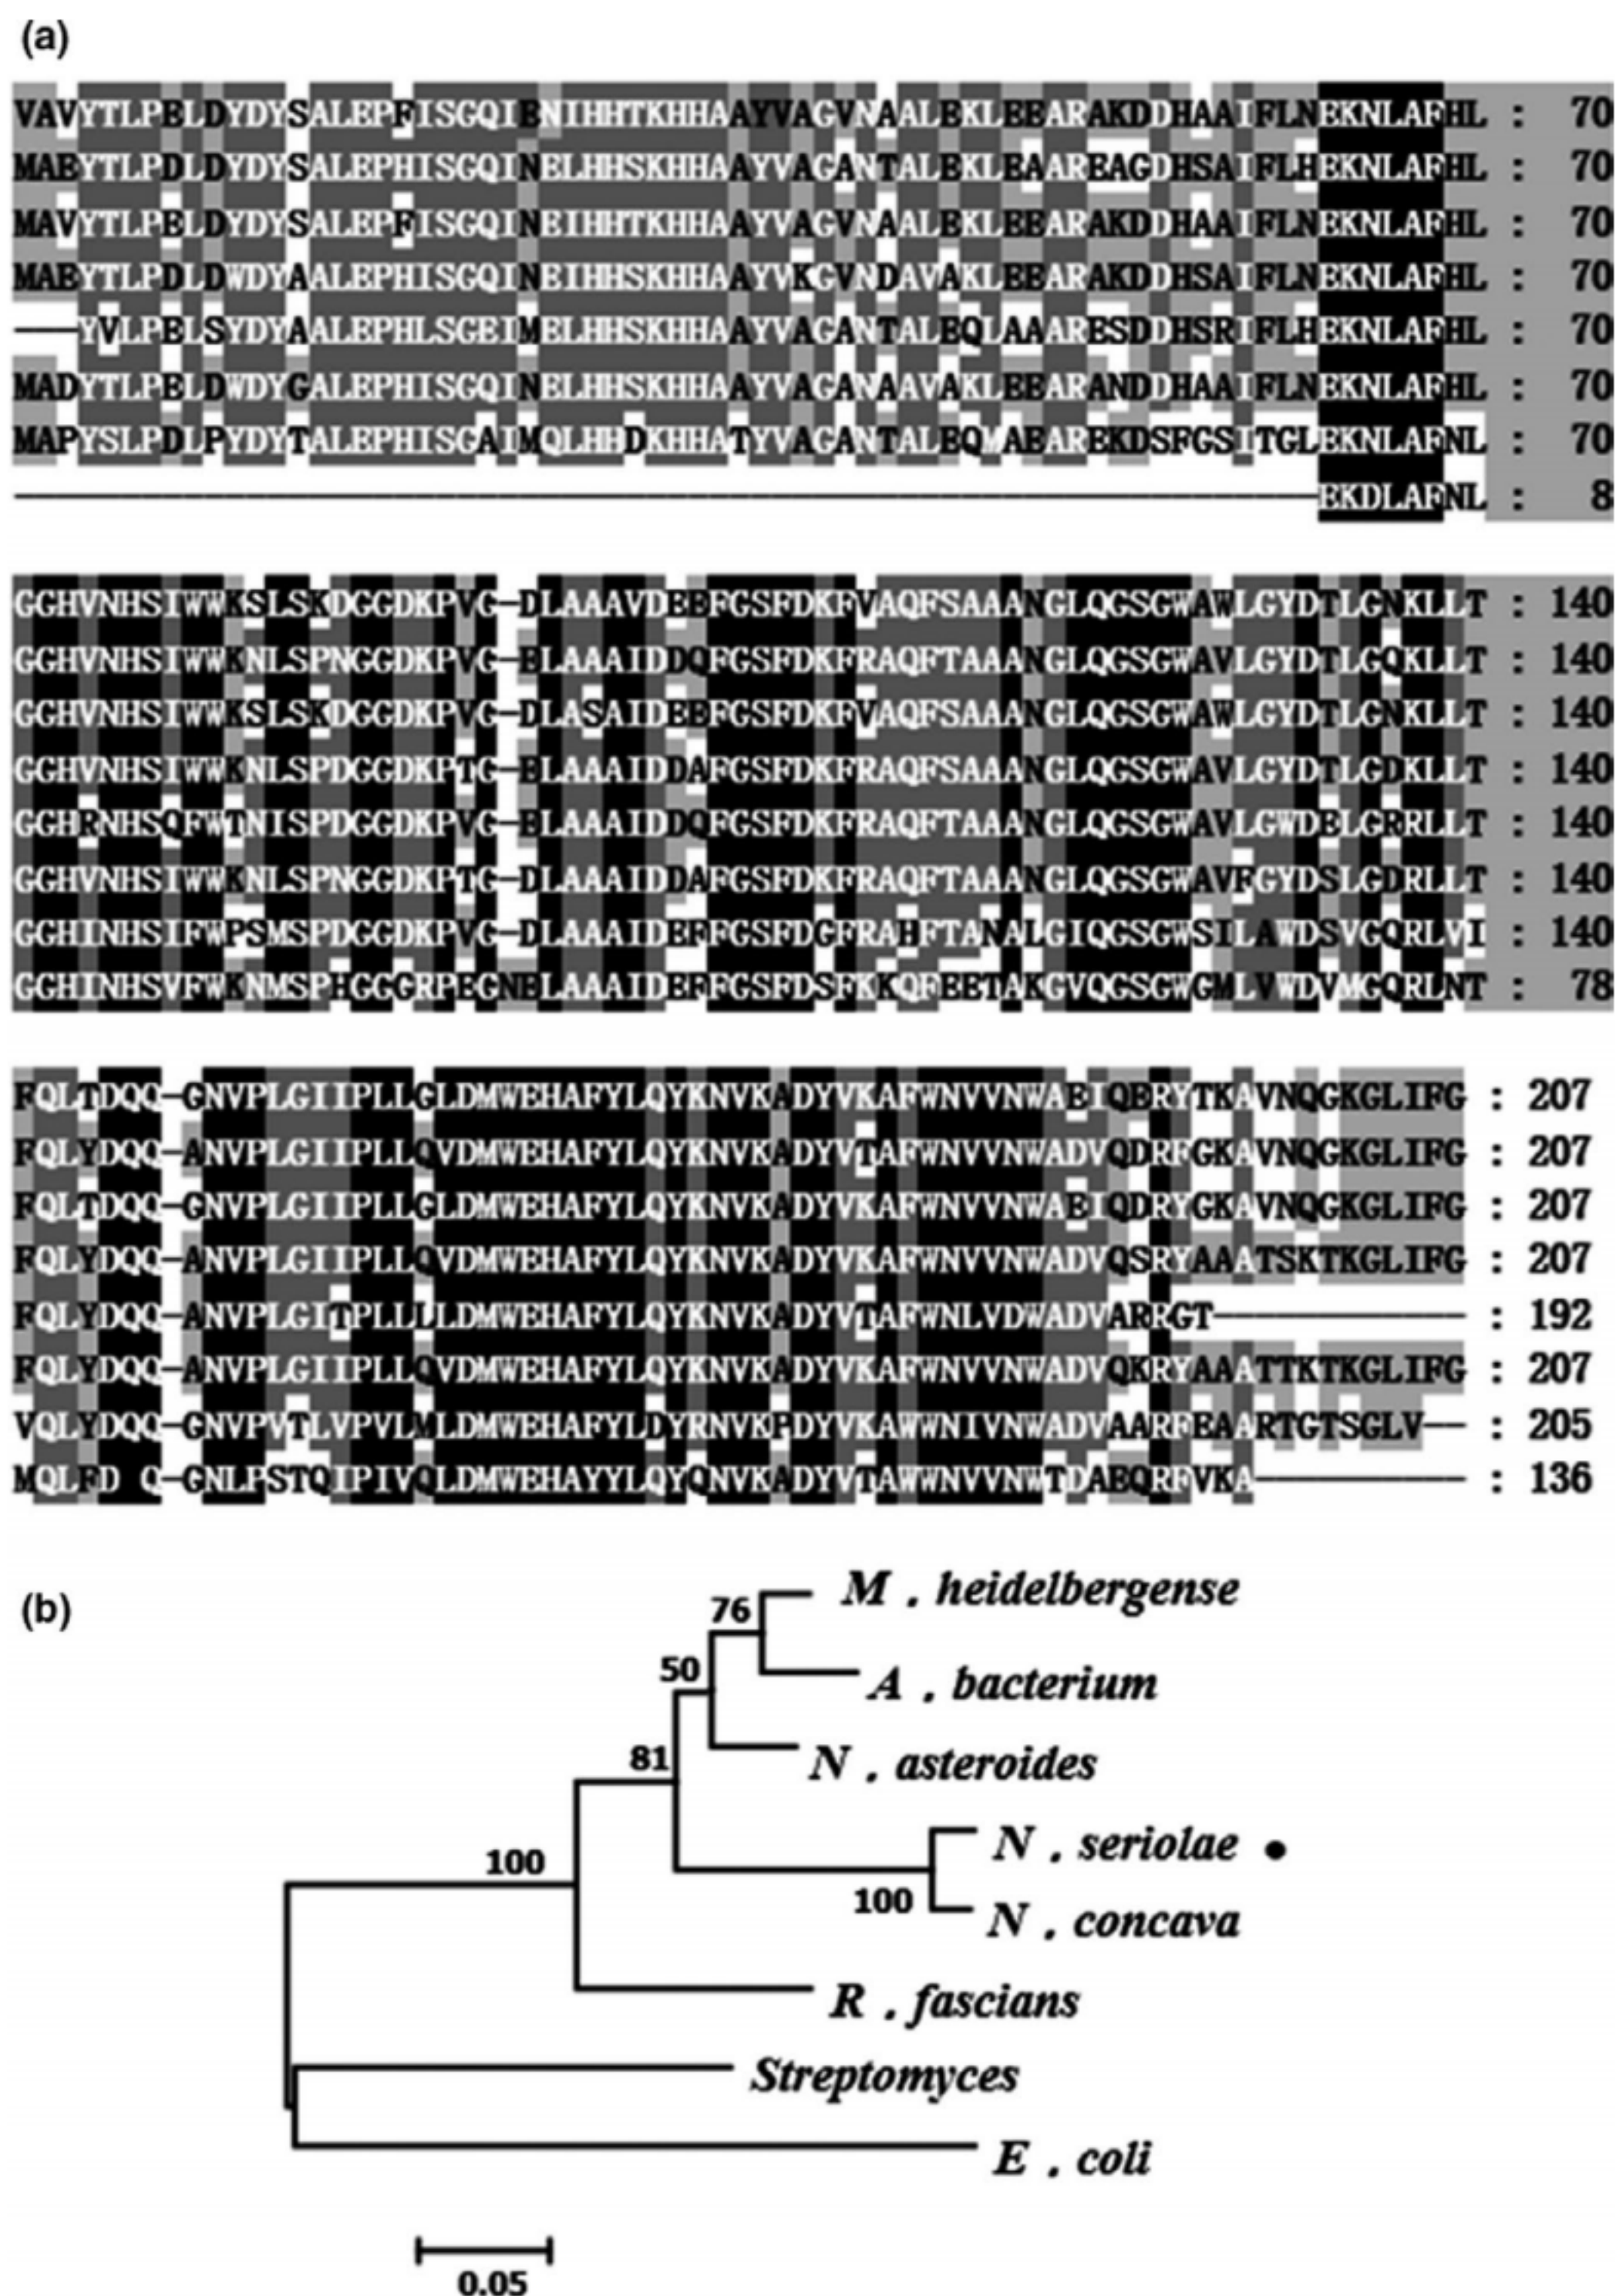 (a)
VAVYTLPELDYDYSALEPFISGQIENIHHTKHHAAYVAGVNAALEKLEEARAKDDHAAIFLNEKNLAFHL : 70
MAEYTLPDLDYDYSALEPHISGQINELHHSKHHAAYVAGANTALEKLEAAREAGDHSAIFLHEKNLAFHL : 70
MAVYTLPELDYDYSALEPFISGQINEIHHTKHHAAYVAGVNAALEKLEEARAKDDHAAIFLNEKNLAFHL : 70
MAEYTLPDLDWDYAALEPHISGQINEIHHSKHHAAYVKGVNDAVAKLEEARAKDDHSAIFLNEKNLAFHL : 70
---YVLPELSYDYAALEPHLSGEIMELHHSKHHAAYVAGANTALEQLAAARESDDHSRIFLHEKNLAFHL : 70
MADYTLPELDWDYGALEPHISGQINELHHSKHHAAYVAGANAAVAKLEEARANDDHAAIFLNEKNLAFHL : 70
MAPYSLPDLPYDYTALEPHISGAIMQLHHDKHHATYVAGANTALEQMAEAREKDSFGSITGLEKNLAFNL : 70
--------------------------------------------------------------EKDLAFNL : 8
GGHVNHSIWWKSLSKDGGDKPVG-DLAAAVDEEFGSFDKFVAQFSAAANGLQGSGWAWLGYDTLGNKLLT : 140
GGHVNHSIWWKNLSPNGGDKPVG-ELAAAIDDQFGSFDKFRAQFTAAANGLQGSGWAVLGYDTLGQKLLT : 140
GGHVNHSIWWKSLSKDGGDKPVG-DLASAIDEEFGSFDKFVAQFSAAANGLQGSGWAWLGYDTLGNKLLT : 140
GGHVNHSIWWKNLSPDGGDKPTG-ELAAAIDDAFGSFDKFRAQFSAAANGLQGSGWAVLGYDTLGDKLLT : 140
GGHRNHSQFWTNISPDGGDKPVG-ELAAAIDDQFGSFDKFRAQFTAAANGLQGSGWAVLGWDELGRRLLT : 140
GGHVNHSIWWKNLSPNGGDKPTG-DLAAAIDDAFGSFDKFRAQFTAAANGLQGSGWAVFGYDSLGDRLLT : 140
GGHINHSIFWPSMSPDGGDKPVG-DLAAAIDEFFGSFDGFRAHFTANALGIQGSGWSILAWDSVGQRLVI : 140
GGHINHSVFWKNMSPHGGGRPEGNELAAAIDEFFGSFDSFKKQFEETAKGVQGSGWGMLVWDVMGQRLNT : 78
FQLTDQQ-GNVPLGIIPLLGLDMWEHAFYLQYKNVKADYVKAFWNVVNWAEIQERYTKAVNQGKGLIFG : 207
FQLYDQQ-ANVPLGIIPLLQVDMWEHAFYLQYKNVKADYVTAFWNVVNWADVQDRFGKAVNQGKGLIFG : 207
FQLTDQQ-GNVPLGIIPLLGLDMWEHAFYLQYKNVKADYVKAFWNVVNWAEIQDRYGKAVNQGKGLIFG : 207
FQLYDQQ-ANVPLGIIPLLQVDMWEHAFYLQYKNVKADYVKAFWNVVNWADVQSRYAAATSKTKGLIFG : 207
FQLYDQQ-ANVPLGITPLLLLDMWEHAFYLQYKNVKADYVTAFWNLVDWADVARRGT------------ : 192
FQLYDQQ-ANVPLGIIPLLQVDMWEHAFYLQYKNVKADYVKAFWNVVNWADVQKRYAAATTKTKGLIFG : 207
VQLYDQQ-GNVPVTLVPVLMLDMWEHAFYLDYRNVKPDYVKAWWNIVNWADVAARFEAARTGTSGLV-- : 205
MQLFD Q-GNLPSTQIPIVQLDMWEHAYYLQYQNVKADYVTAWWNVVNWTDAEQRFVKA---------- : 136
(b)
M . heidelbergense
76
A . bacterium
50
N . asteroides
81
N . seriolae ●
100
100
N . concava
R . fascians
Streptomyces
E . coli
0.05